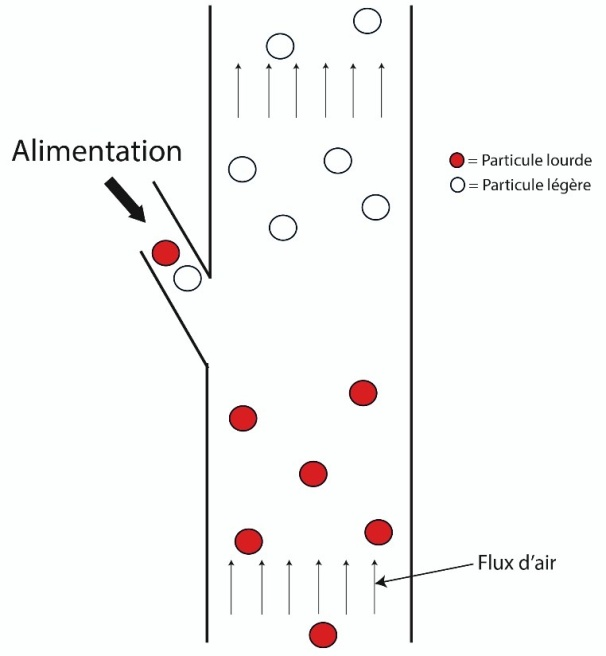 Alimentation
= Particule lourde
= Particule légère
Flux d'air